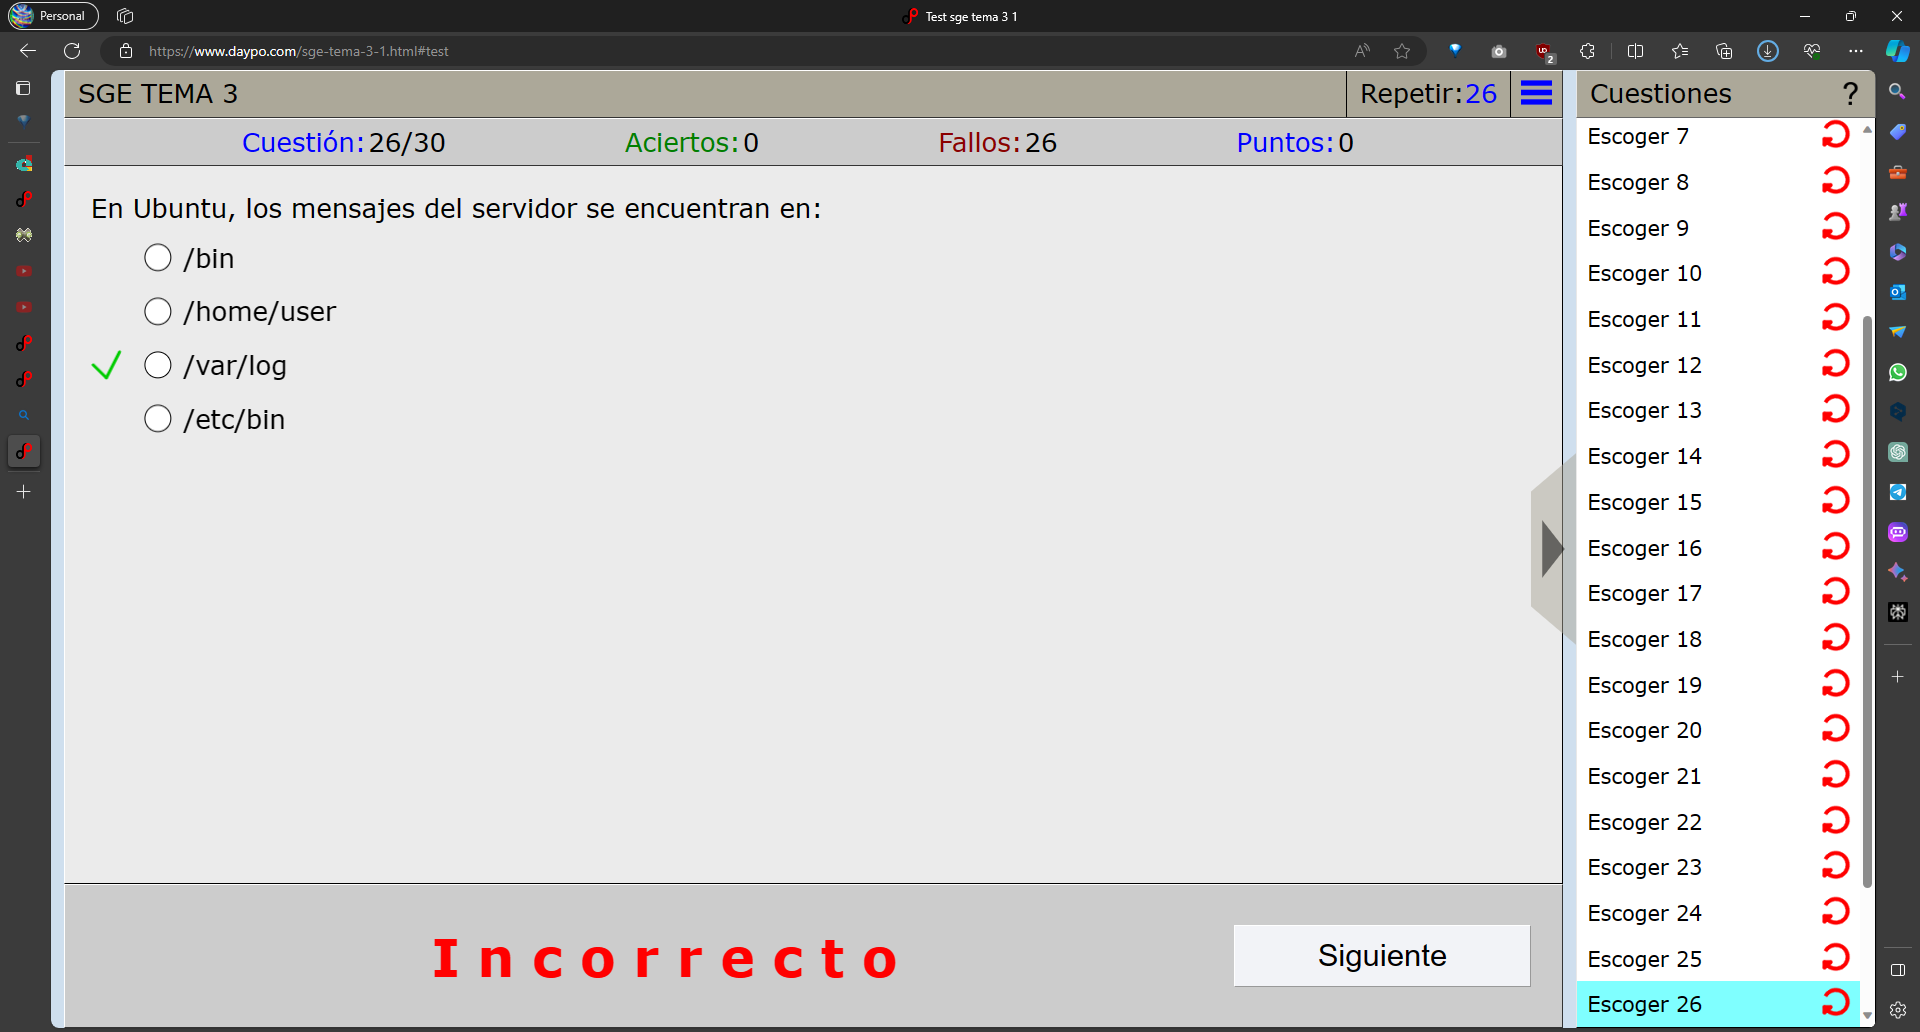 Personal
Test sge tema 3 1
https://www.daypo.com/sge-tema-3-1.html#test
2
SGE TEMA 3
Repetir:26
Cuestiones
?
Cuestión:26/30
Aciertos:0
Fallos:26
Puntos:0
En Ubuntu, los mensajes del servidor se encuentran en:
/bin
/home/user
/var/log
/etc/bin
Incorrecto
Siguiente
Escoger 7
Escoger 8
Escoger 9
Escoger 10
Escoger 11
Escoger 12
Escoger 13
Escoger 14
Escoger 15
Escoger 16
Escoger 17
Escoger 18
Escoger 19
Escoger 20
Escoger 21
Escoger 22
Escoger 23
Escoger 24
Escoger 25
Escoger 26